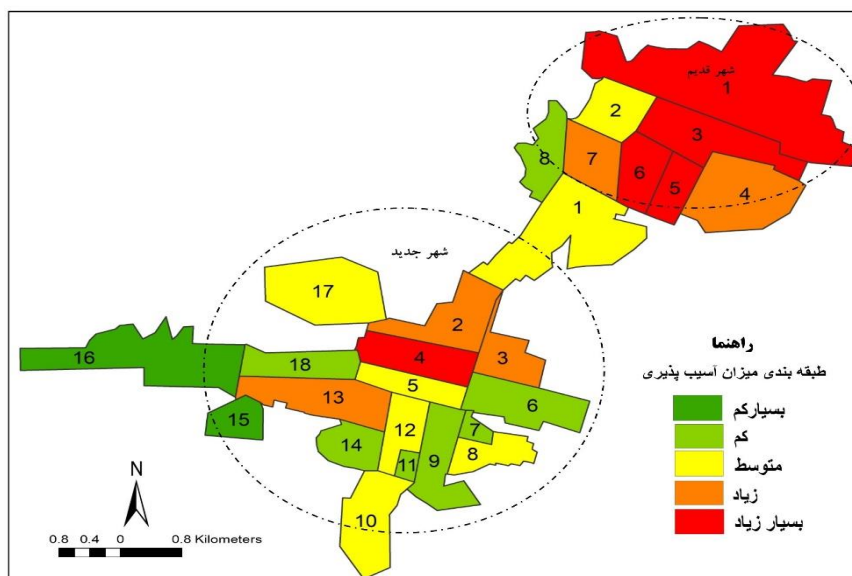 شهر قدیم
1
2
3
8
7
6
5
4
1
شهر جدید
17
2
4
3
16
18
5
6
13
15
12
7
14
9
8
11
10
راهنما
طبقه بندی میزان آسیب پذیری
بسیارکم
کم
متوسط
زیاد
بسیار زیاد
N
0.8 0.4 0 0.8 Kilometers